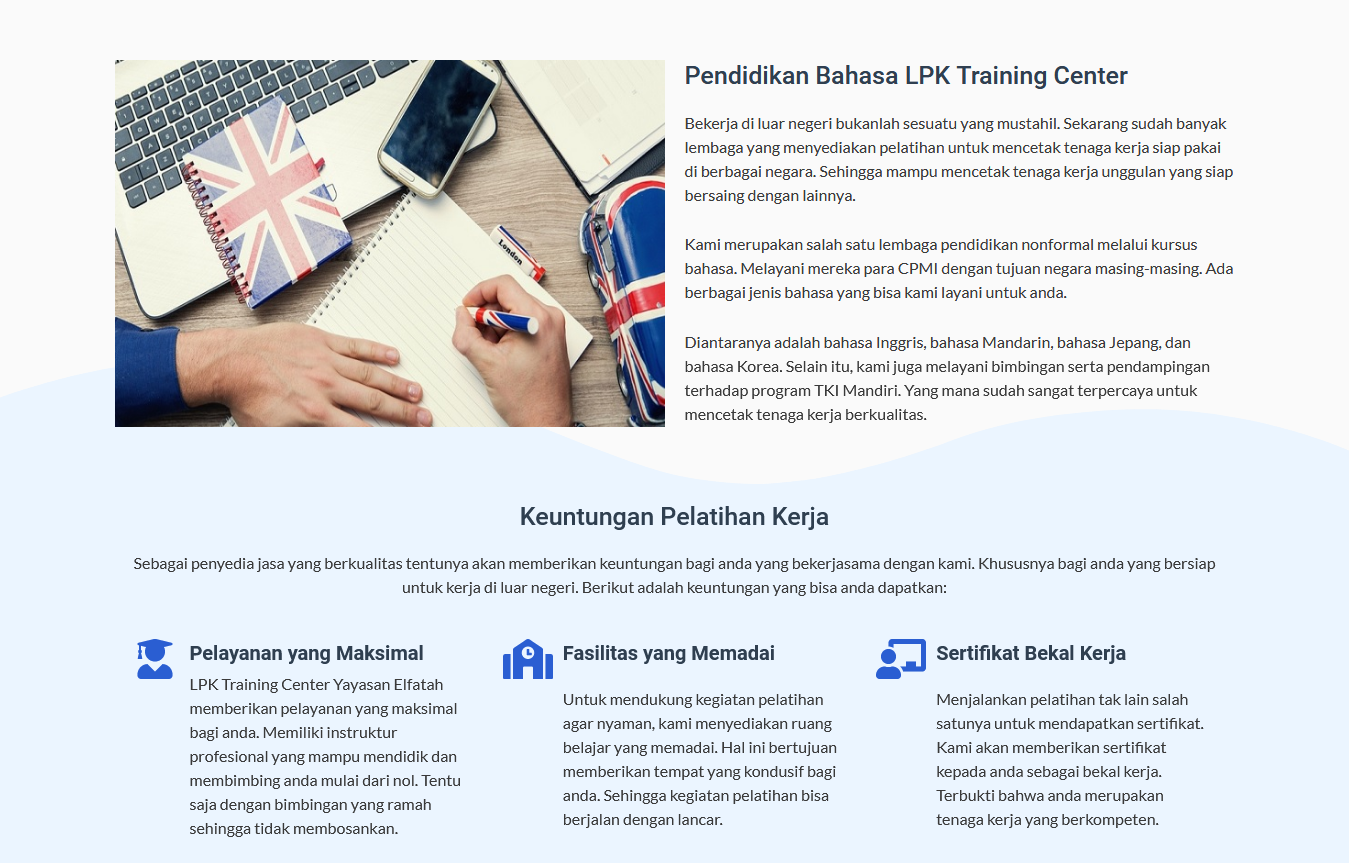 London
Pendidikan Bahasa LPK Training Center
Bekerja di luar negeri bukanlah sesuatu yang mustahil. Sekarang sudah banyak
lembaga yang menyediakan pelatihan untuk mencetak tenaga kerja siap pakai
di berbagai negara. Sehingga mampu mencetak tenaga kerja unggulan yang siap
bersaing dengan lainnya.
Kami merupakan salah satu lembaga pendidikan nonformal melalui kursus
bahasa. Melayani mereka para CPMI dengan tujuan negara masing-masing. Ada
berbagai jenis bahasa yang bisa kami layani untuk anda.
Diantaranya adalah bahasa Inggris, bahasa Mandarin, bahasa Jepang, dan
bahasa Korea. Selain itu, kami juga melayani bimbingan serta pendampingan
terhadap program TKI Mandiri. Yang mana sudah sangat terpercaya untuk
mencetak tenaga kerja berkualitas.
Keuntungan Pelatihan Kerja
Sebagai penyedia jasa yang berkualitas tentunya akan memberikan keuntungan bagi anda yang bekerjasama dengan kami. Khususnya bagi anda yang bersiap
untuk kerja di luar negeri. Berikut adalah keuntungan yang bisa anda dapatkan:
Pelayanan yang Maksimal
LPK Training Center Yayasan Elfatah
memberikan pelayanan yang maksimal
bagi anda. Memiliki instruktur
profesional yang mampu mendidik dan
membimbing anda mulai dari nol. Tentu
saja dengan bimbingan yang ramah
sehingga tidak membosankan.
Fasilitas yang Memadai
Untuk mendukung kegiatan pelatihan
agar nyaman, kami menyediakan ruang
belajar yang memadai. Hal ini bertujuan
memberikan tempat yang kondusif bagi
anda. Sehingga kegiatan pelatihan bisa
berjalan dengan lancar.
Sertifikat Bekal Kerja
Menjalankan pelatihan tak lain salah
satunya untuk mendapatkan sertifikat.
Kami akan memberikan sertifikat
kepada anda sebagai bekal kerja.
Terbukti bahwa anda merupakan
tenaga kerja yang berkompeten.